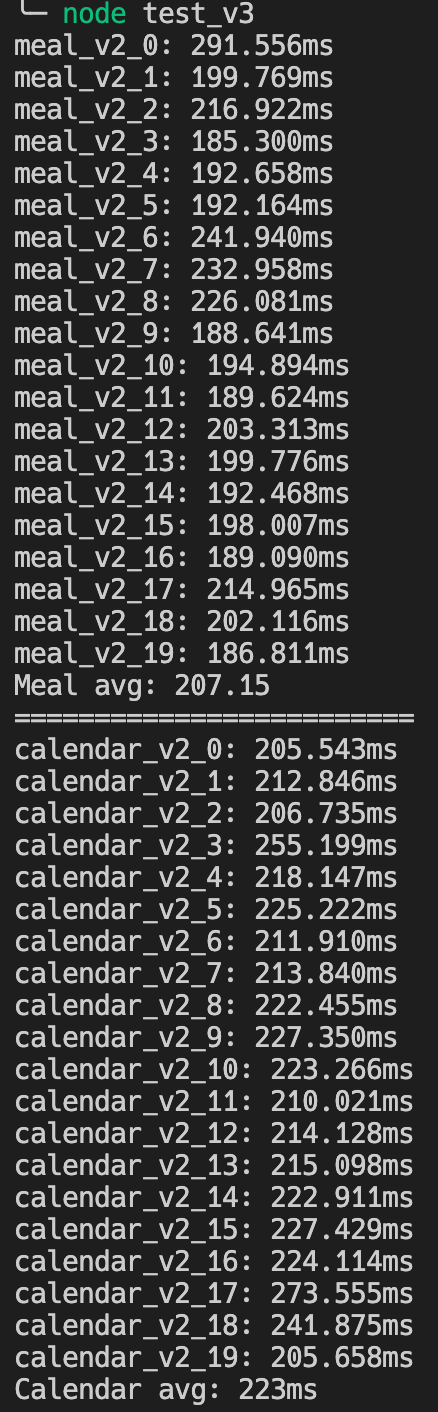 ╰─ node test_v3
meal_v2_0: 291.556ms
meal_v2_1: 199.769ms
meal_v2_2: 216.922ms
meal_v2_3: 185.300ms
meal_v2_4: 192.658ms
meal_v2_5: 192.164ms
meal_v2_6: 241.940ms
meal_v2_7: 232.958ms
meal_v2_8: 226.081ms
meal_v2_9: 188.641ms
meal_v2_10: 194.894ms
meal_v2_11: 189.624ms
meal_v2_12: 203.313ms
meal_v2_13: 199.776ms
meal_v2_14: 192.468ms
meal_v2_15: 198.007ms
meal_v2_16: 189.090ms
meal_v2_17: 214.965ms
meal_v2_18: 202.116ms
meal_v2_19: 186.811ms
Meal avg: 207.15
=========================
calendar_v2_0: 205.543ms
calendar_v2_1: 212.846ms
calendar_v2_2: 206.735ms
calendar_v2_3: 255.199ms
calendar_v2_4: 218.147ms
calendar_v2_5: 225.222ms
calendar_v2_6: 211.910ms
calendar_v2_7: 213.840ms
calendar_v2_8: 222.455ms
calendar_v2_9: 227.350ms
calendar_v2_10: 223.266ms
calendar_v2_11: 210.021ms
calendar_v2_12: 214.128ms
calendar_v2_13: 215.098ms
calendar_v2_14: 222.911ms
calendar_v2_15: 227.429ms
calendar_v2_16: 224.114ms
calendar_v2_17: 273.555ms
calendar_v2_18: 241.875ms
calendar_v2_19: 205.658ms
Calendar avg: 223ms